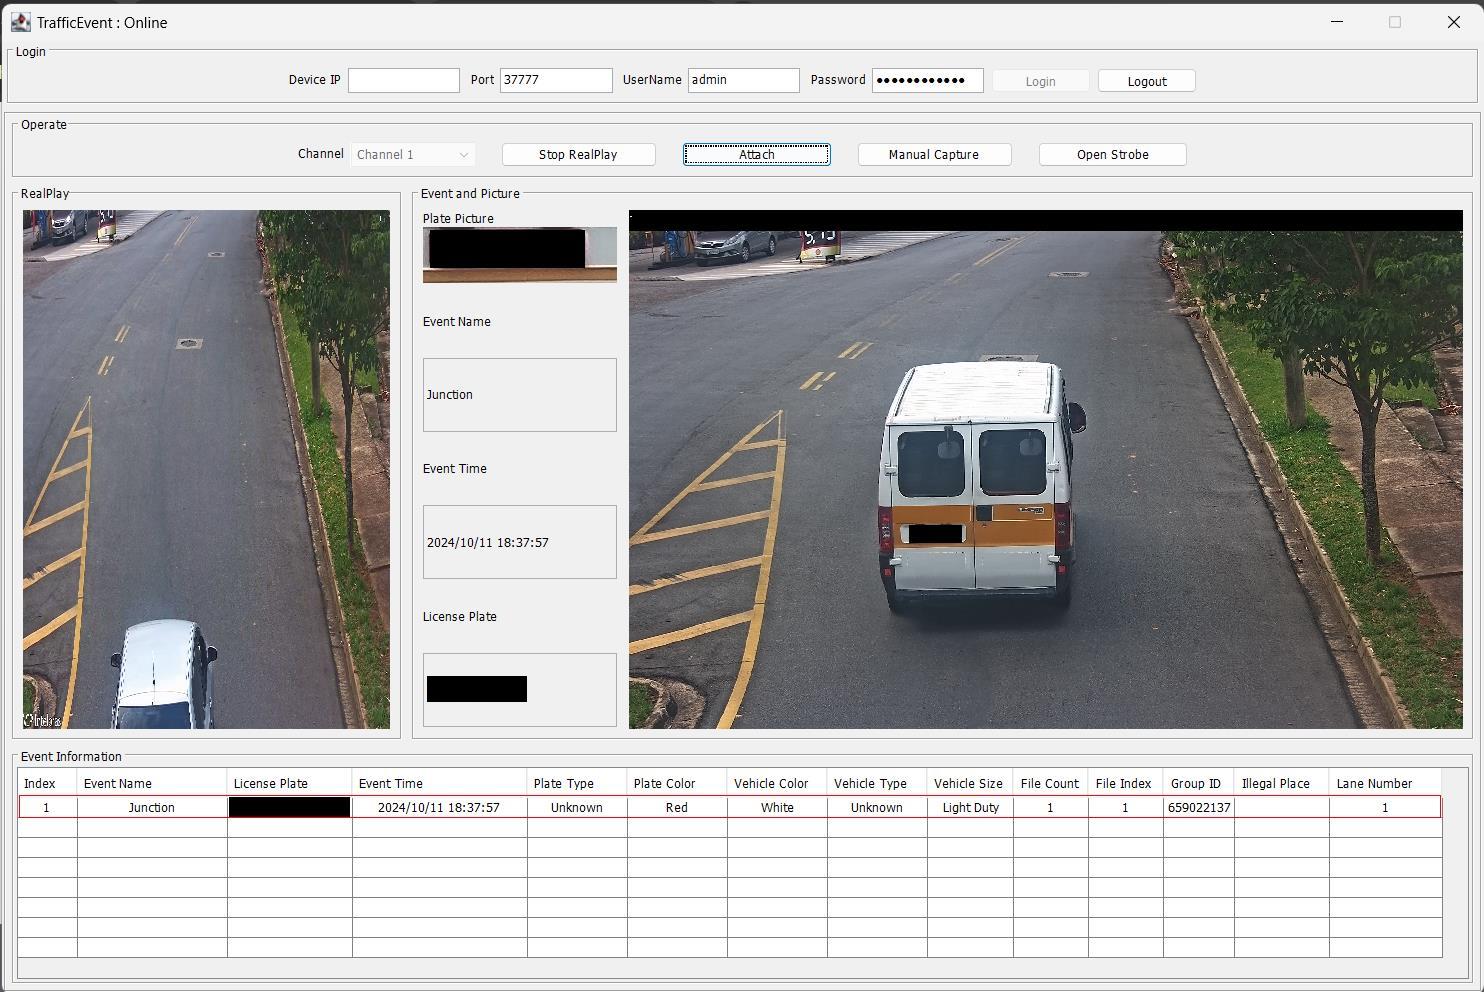 TrafficEvent : Online
Login
Device IP
Port 37777
UserName admin
Password ●●●●●●●●●●●●
Login
Logout
Operate
Channel Channel 1
Stop RealPlay
Attach
Manual Capture
Open Strobe
RealPlay
Intelbras
Event and Picture
Plate Picture
Event Name
Junction
Event Time
2024/10/11 18:37:57
License Plate
Event Information
Index Event Name License Plate Event Time Plate Type Plate Color Vehicle Color Vehicle Type Vehicle Size File Count File Index Group ID Illegal Place Lane Number
1 Junction 2024/10/11 18:37:57 Unknown Red White Unknown Light Duty 1 1 659022137 1